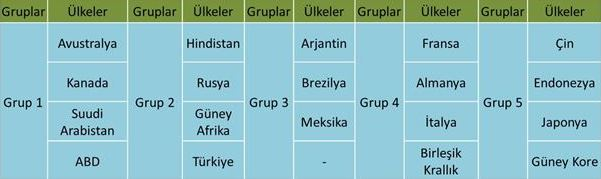 Gruplar Ülkeler Gruplar Ülkeler Gruplar Ülkeler Gruplar Ülkeler Gruplar Ülkeler
Grup 1 Avustralya Grup 2 Hindistan Grup 3 Arjantin Grup 4 Fransa Grup 5 Çin
Kanada Rusya Brezilya Almanya Endonezya
Suudi Arabistan Güney Afrika Meksika İtalya Japonya
ABD Türkiye - Birleşik Krallık Güney Kore